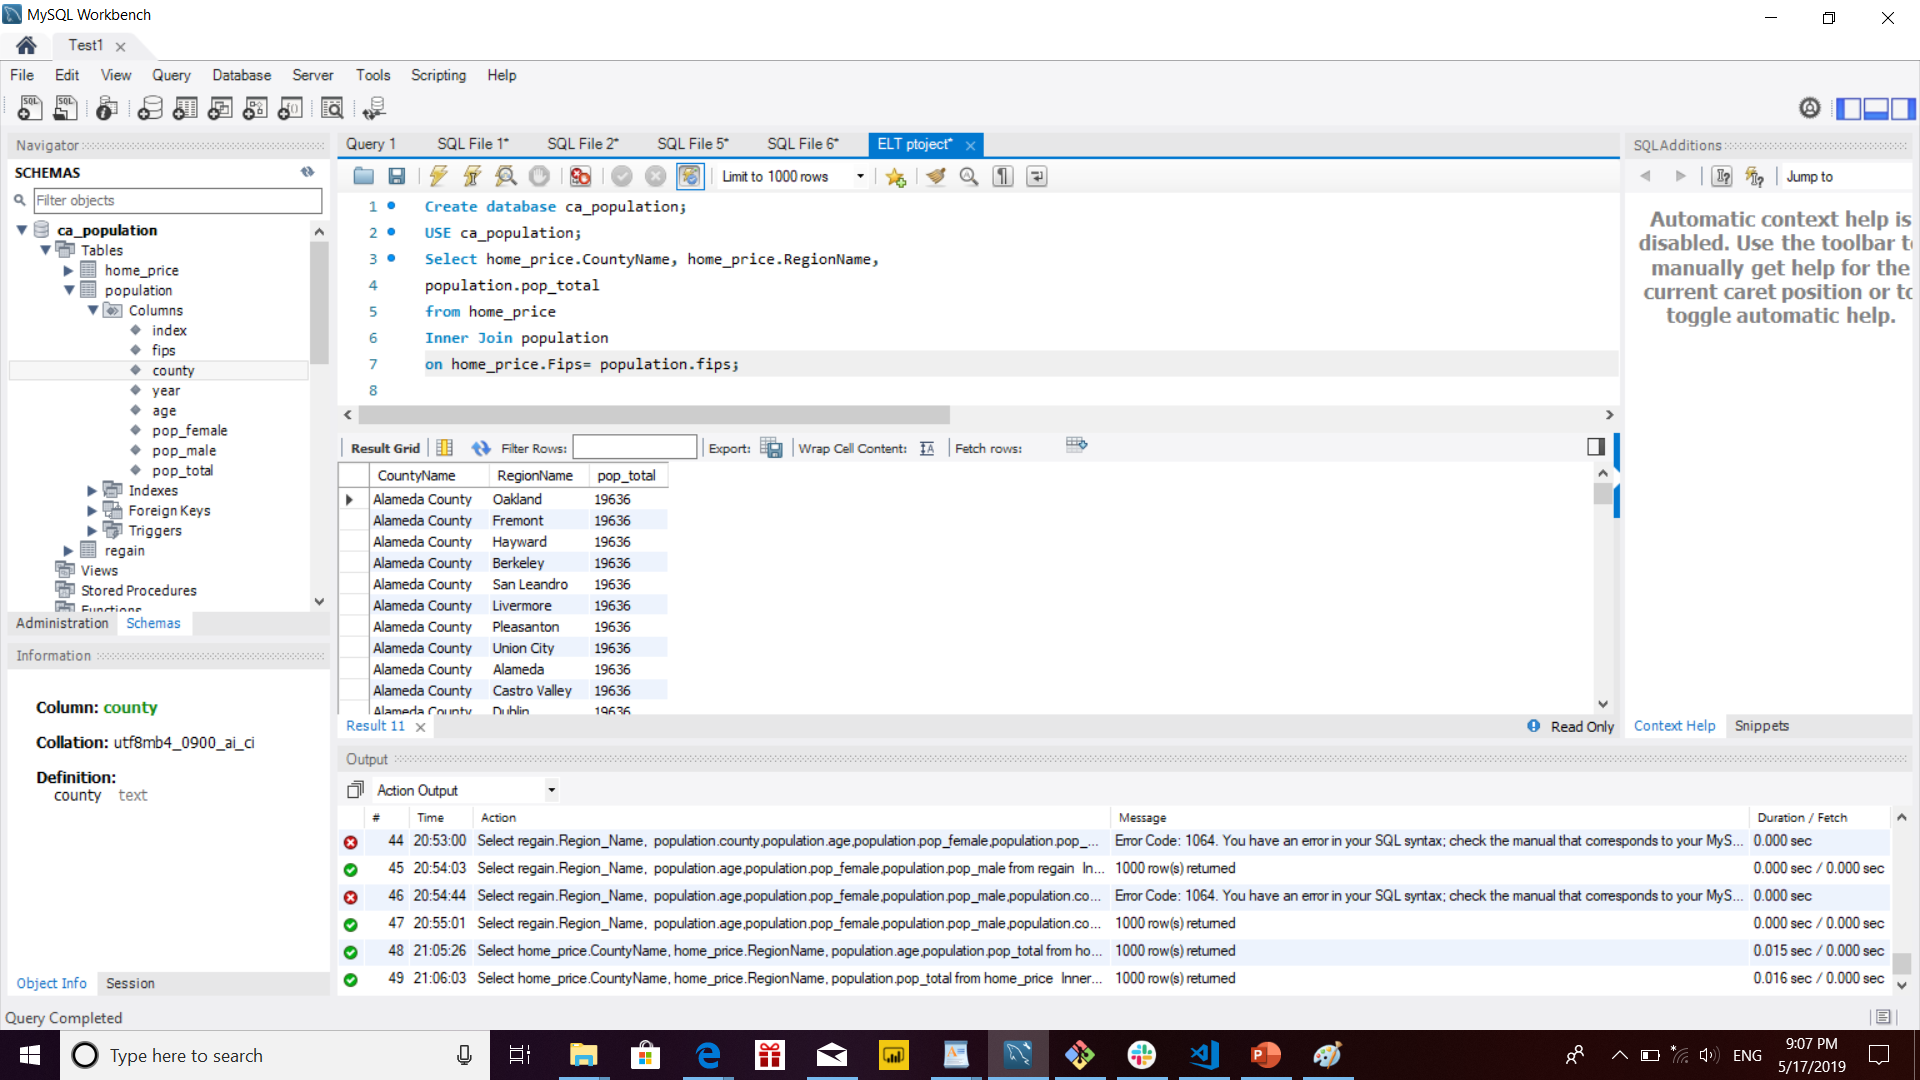 MySQL Workbench
Test1
File Edit View Query Database Server Tools Scripting Help
Navigator
SCHEMAS
Filter objects
ca_population
Tables
home_price
population
Columns
index
fips
county
year
age
pop_female
pop_male
pop_total
Indexes
Foreign Keys
Triggers
regain
Views
Stored Procedures
Functions
Administration Schemas
Information
Column: county
Collation: utf8mb4_0900_ai_ci
Definition:
county text
Object Info Session
Query 1 SQL File 1* SQL File 2* SQL File 5* SQL File 6* ELT ptoject*
Limit to 1000 rows
1 Create database ca_population;
2 USE ca_population;
3 Select home_price.CountyName, home_price.RegionName,
4 population.pop_total
5 from home_price
6 Inner Join population
7 on home_price.Fips= population.fips;
8
Result Grid Filter Rows: Export: Wrap Cell Content: Fetch rows:
CountyName RegionName pop_total
Alameda County Oakland 19636
Alameda County Fremont 19636
Alameda County Hayward 19636
Alameda County Berkeley 19636
Alameda County San Leandro 19636
Alameda County Livermore 19636
Alameda County Pleasanton 19636
Alameda County Union City 19636
Alameda County Alameda 19636
Alameda County Castro Valley 19636
Alameda County Dublin 19636
Result 11 Read Only
SQLAdditions
Jump to
Automatic context help is
disabled. Use the toolbar t
manually get help for the
current caret position or to
toggle automatic help.
Context Help Snippets
Output
Action Output
# Time Action Message Duration / Fetch
44 20:53:00 Select regain.Region_Name, population.county,population.age,population.pop_female,population.pop_... Error Code: 1064. You have an error in your SQL syntax; check the manual that corresponds to your MyS... 0.000 sec
45 20:54:03 Select regain.Region_Name, population.age,population.pop_female,population.pop_male from regain In... 1000 row(s) returned 0.000 sec / 0.000 sec
46 20:54:44 Select regain.Region_Name, population.age,population.pop_female,population.pop_male,population.co... Error Code: 1064. You have an error in your SQL syntax; check the manual that corresponds to your MyS... 0.000 sec
47 20:55:01 Select regain.Region_Name, population.age,population.pop_female,population.pop_male,population.co... 1000 row(s) returned 0.000 sec / 0.000 sec
48 21:05:26 Select home_price.CountyName, home_price.RegionName, population.age,population.pop_total from ho... 1000 row(s) returned 0.015 sec / 0.000 sec
49 21:06:03 Select home_price.CountyName, home_price.RegionName, population.pop_total from home_price Inner... 1000 row(s) returned 0.016 sec / 0.000 sec
Query Completed
Type here to search
ENG
9:07 PM
5/17/2019